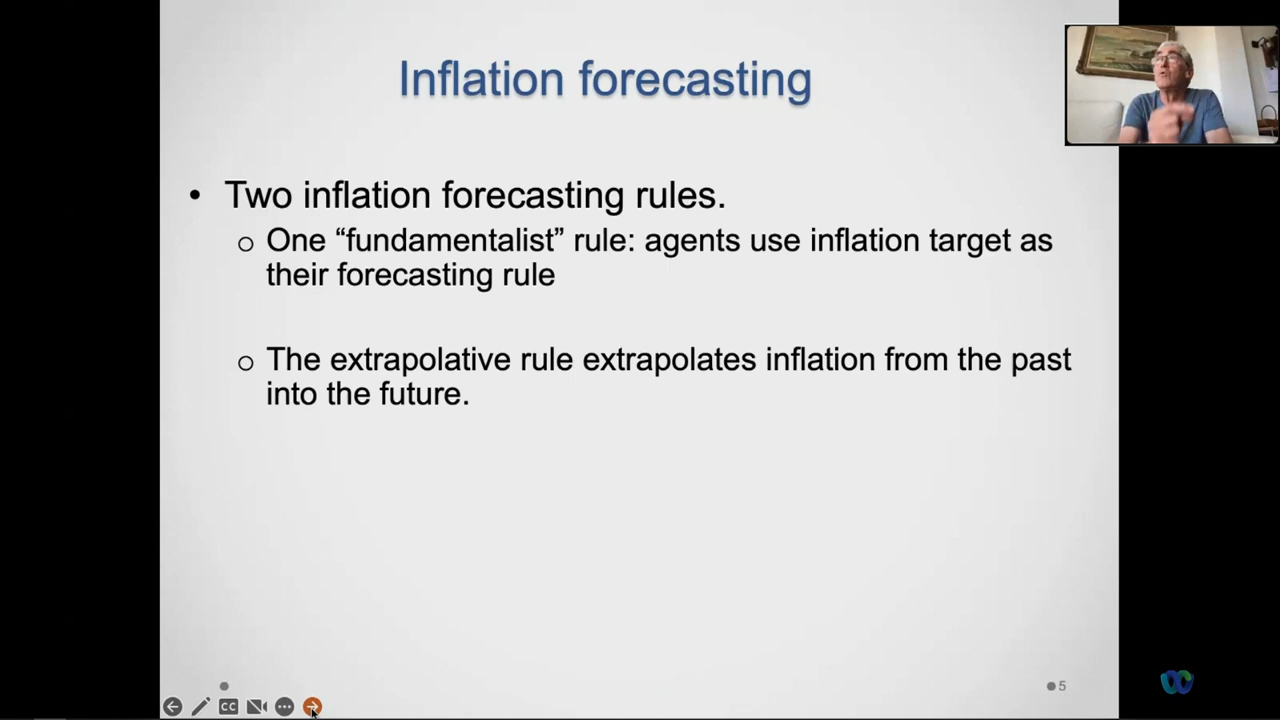 Inflation forecasting
• Two inflation forecasting rules.
o One “fundamentalist” rule: agents use inflation target as
their forecasting rule
o The extrapolative rule extrapolates inflation from the past
into the future.
CC
5